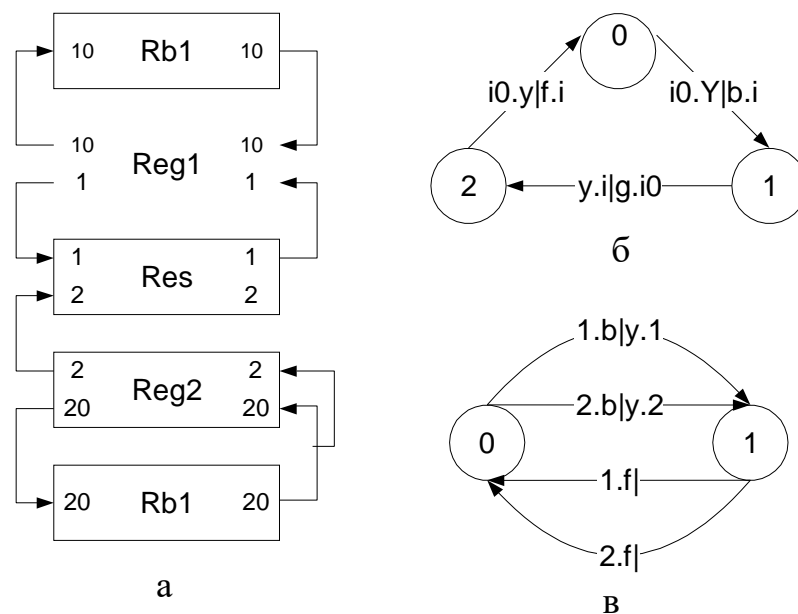 10 Rb1 10
10 10
Reg1
1 1
1 1
Res
2 2
2 2
Reg2
20 20
20 Rb1 20
а
0
i0.y|f.i i0.Y|b.i
2 y.i|g.i0 1
б
1.b|y.1
2.b|y.2
0 1
1.f|
2.f|
в